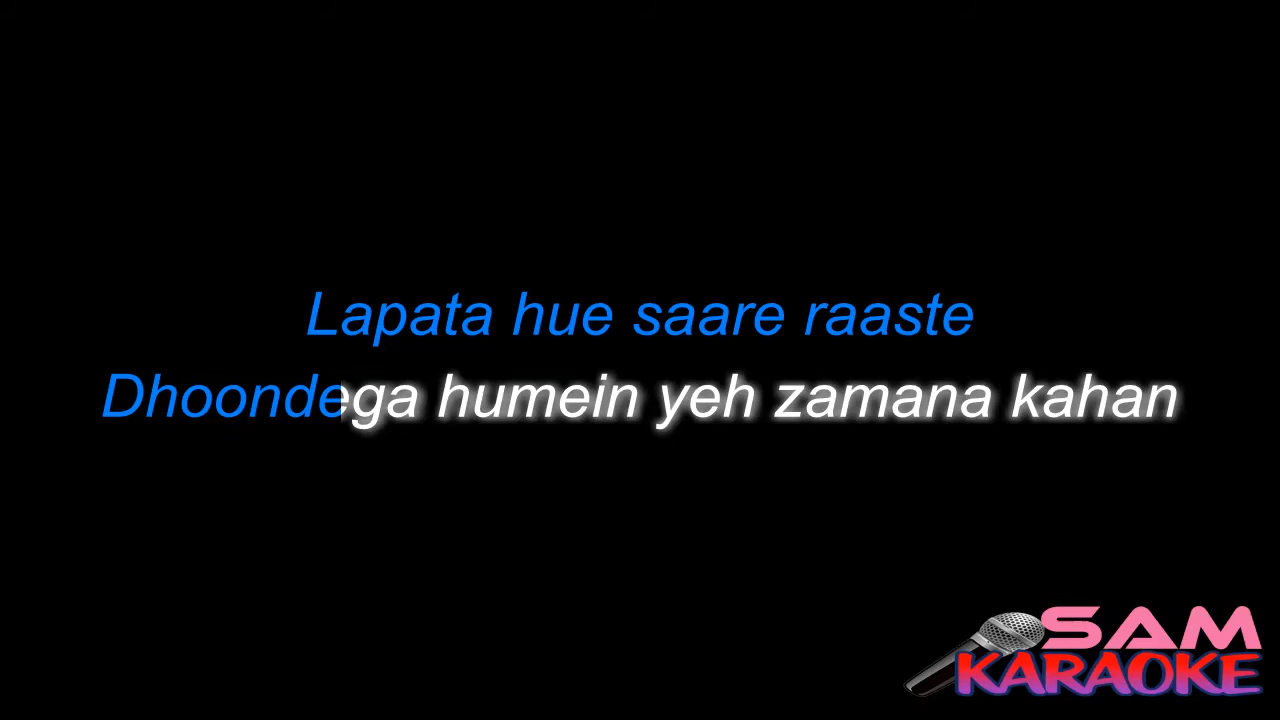 Lapata hue saare raaste
Dhoondega humein yeh zamana kahan
SAM
KARAOKE